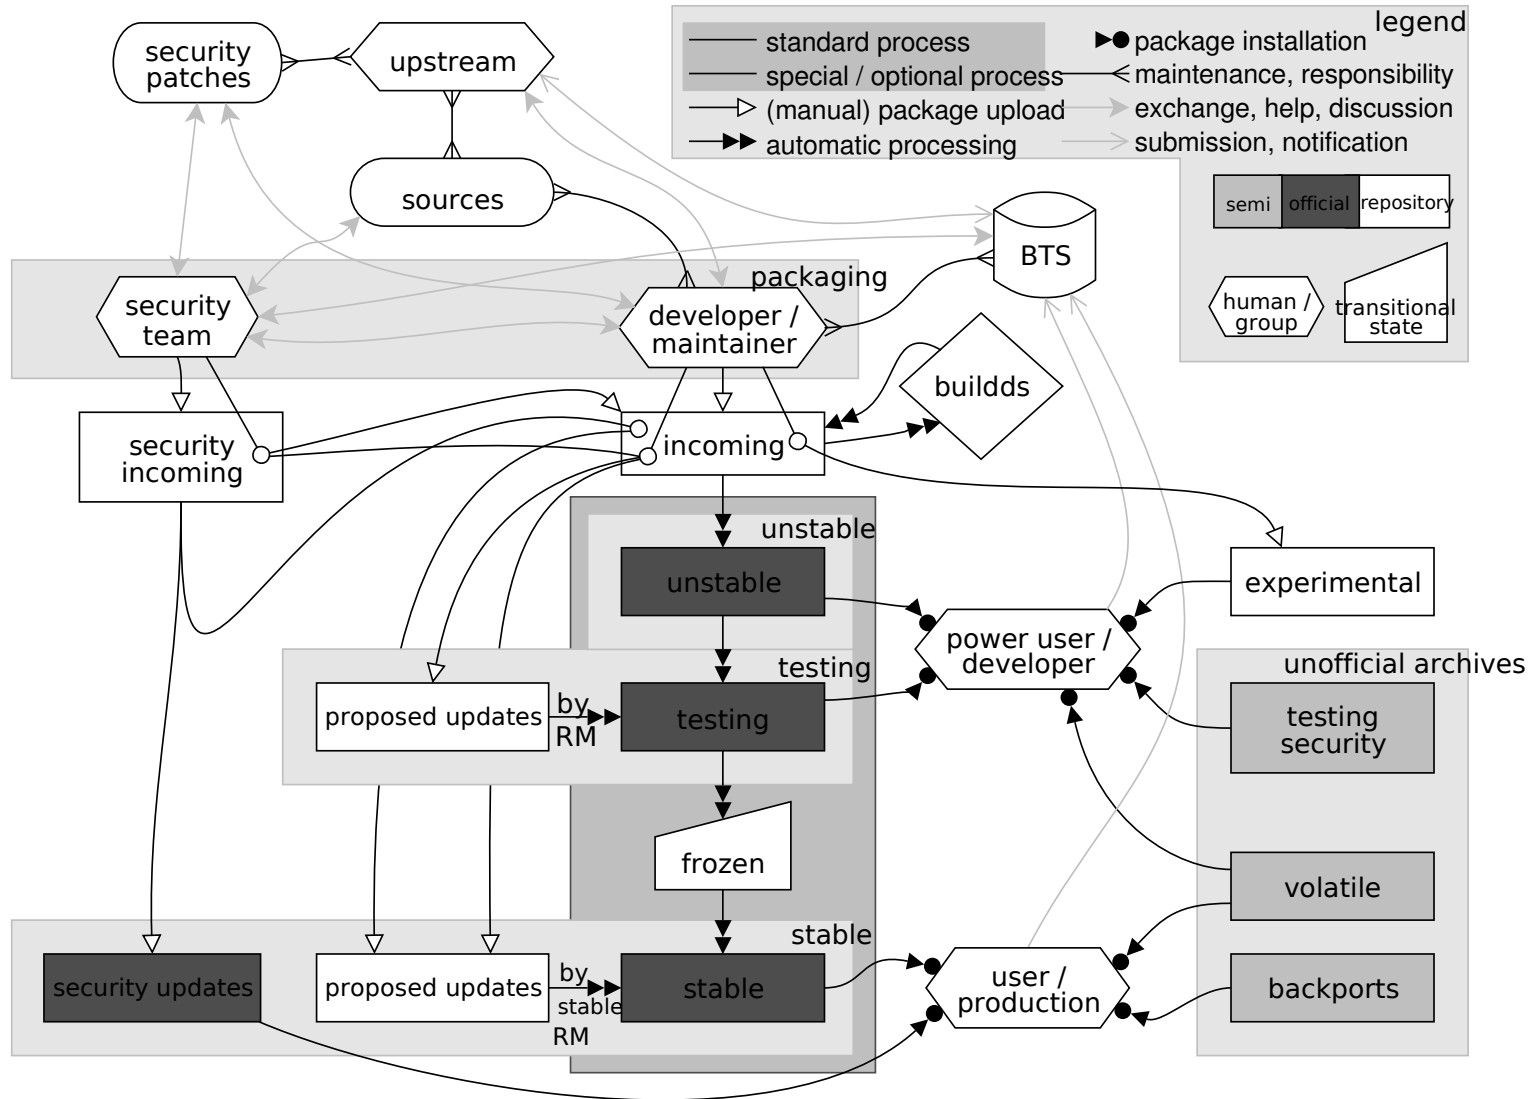 legend
security
patches
upstream
standard process
special / optional process
(manual) package upload
automatic processing
package installation
maintenance, responsibility
exchange, help, discussion
submission, notification
sources
semi
official
repository
BTS
packaging
security
team
developer /
maintainer
human /
group
transitional
state
buildds
security
incoming
incoming
unstable
unstable
experimental
power user /
developer
testing
unofficial archives
proposed updates
by
RM
testing
testing
security
frozen
volatile
stable
security updates
proposed updates
by
stable
RM
stable
user /
production
backports